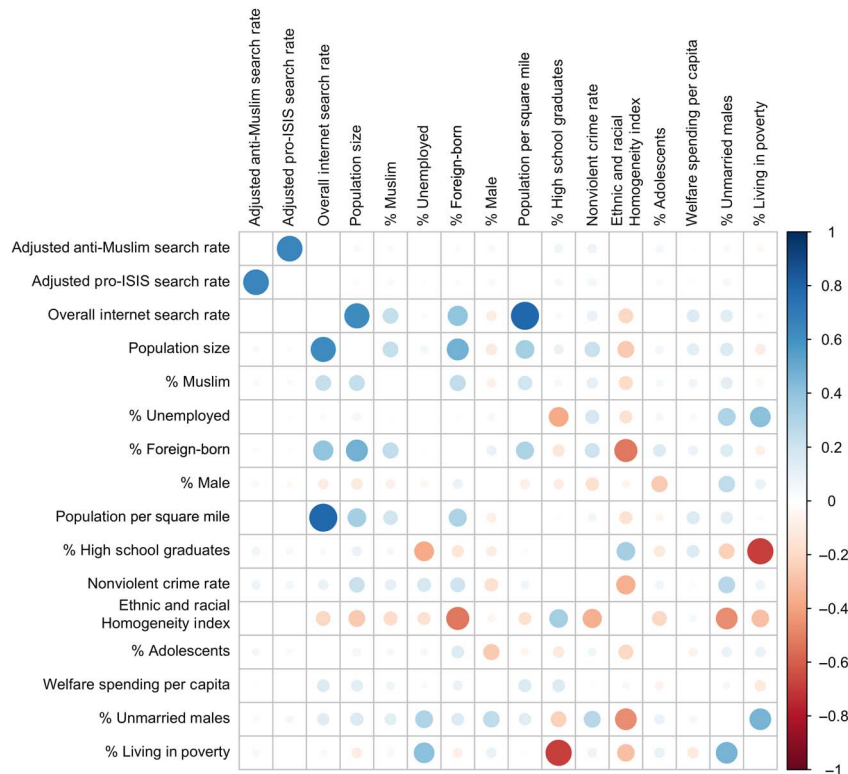 Adjusted anti-Muslim search rate
Adjusted pro-ISIS search rate
Overall internet search rate
Population size
% Muslim
% Unemployed
% Foreign-born
% Male
Population per square mile
% High school graduates
Nonviolent crime rate
Ethnic and racial
Homogeneity index
% Adolescents
Welfare spending per capita
% Unmarried males
% Living in poverty
Adjusted anti-Muslim search rate
Adjusted pro-ISIS search rate
Overall internet search rate
Population size
% Muslim
% Unemployed
% Foreign-born
% Male
Population per square mile
% High school graduates
Nonviolent crime rate
Ethnic and racial
Homogeneity index
% Adolescents
Welfare spending per capita
% Unmarried males
% Living in poverty
1
0.8
0.6
0.4
0.2
0
−0.2
−0.4
−0.6
−0.8
−1